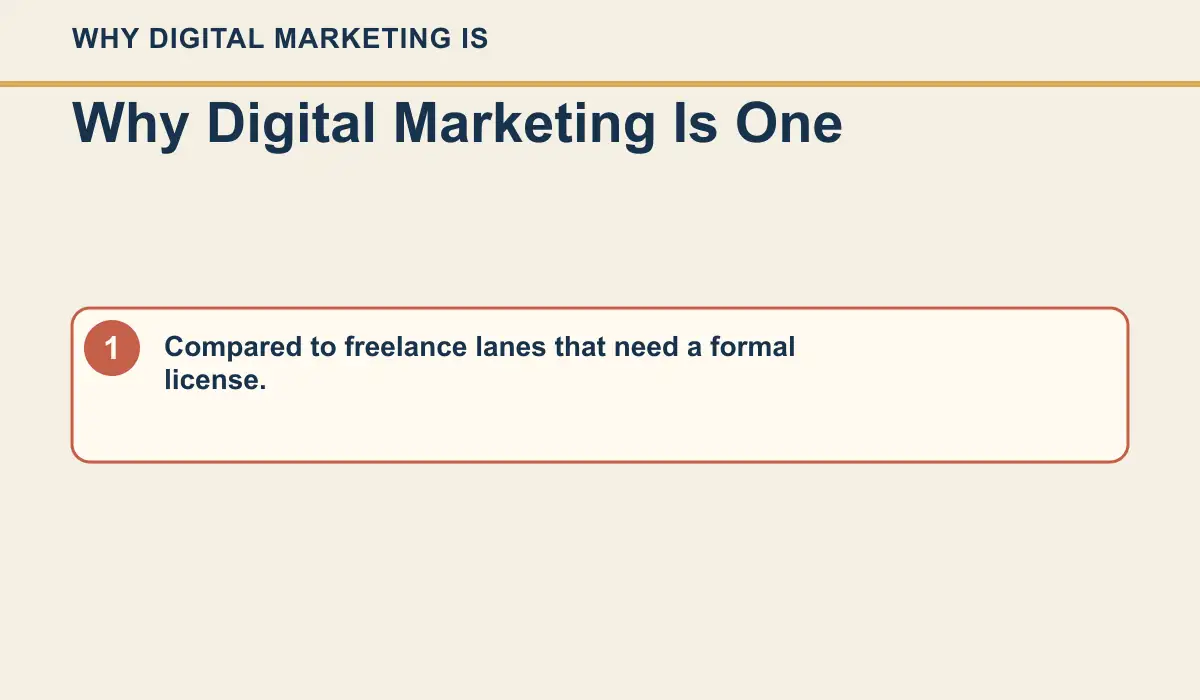 WHY DIGITAL MARKETING IS
Why Digital Marketing Is One
1
Compared to freelance lanes that need a formal
license.